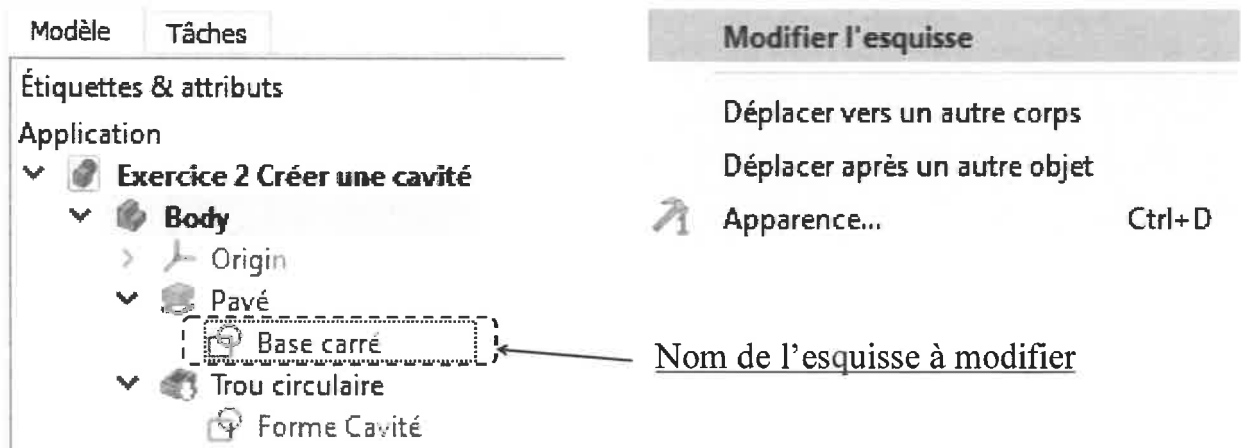 Modèle Tâches
Étiquettes & attributs
Application
Exercice 2 Créer une cavité
Body
Origin
Pavé
Base carré
Trou circulaire
Forme Cavité
Modifier l'esquisse
Déplacer vers un autre corps
Déplacer après un autre objet
Apparence... Ctrl+D
Nom de l'esquisse à modifier